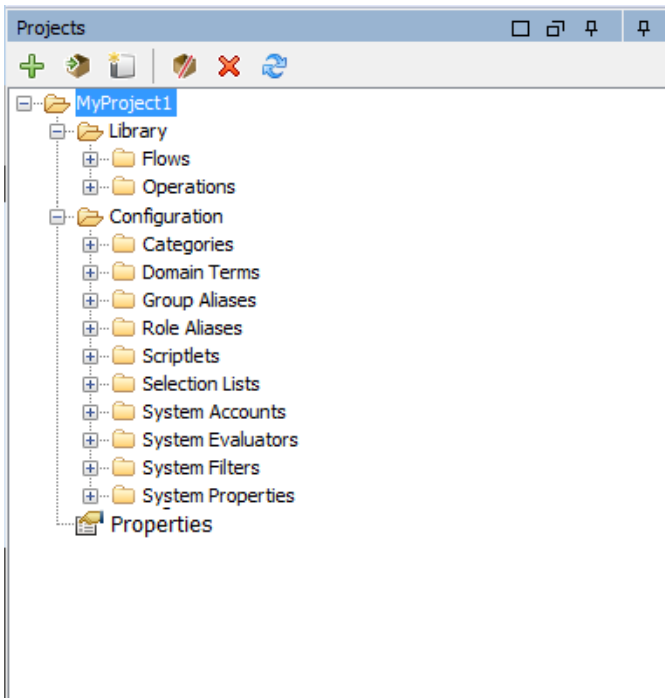 Projects
MyProject1
Library
Flows
Operations
Configuration
Categories
Domain Terms
Group Aliases
Role Aliases
Scriptlets
Selection Lists
System Accounts
System Evaluators
System Filters
System Properties
Properties